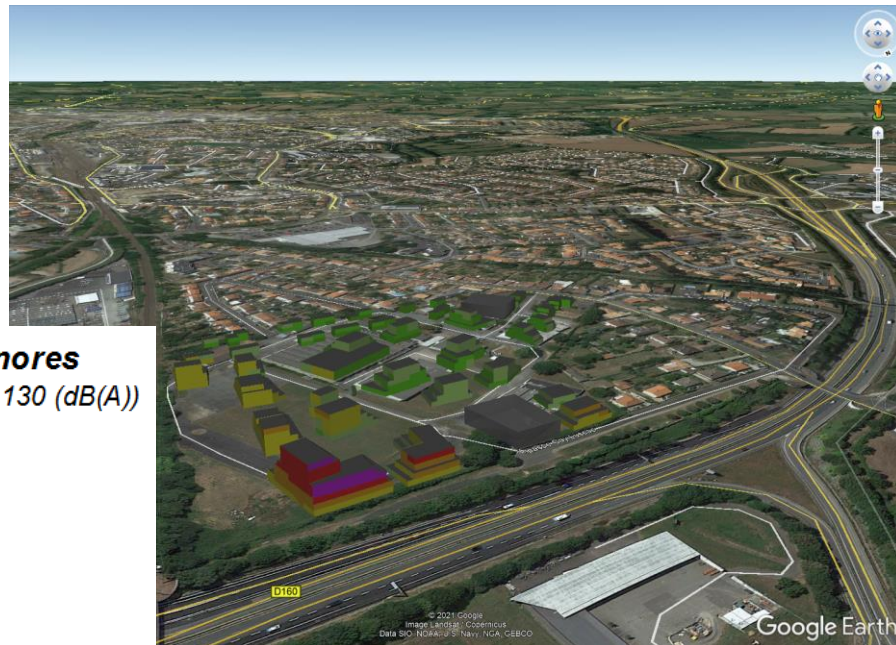 mores
130 (dB(A))
D160
© 2021 Google
Image Landsat / Copernicus
Data SIO, NOAA, U.S. Navy, NGA, GEBCO
Google Earth